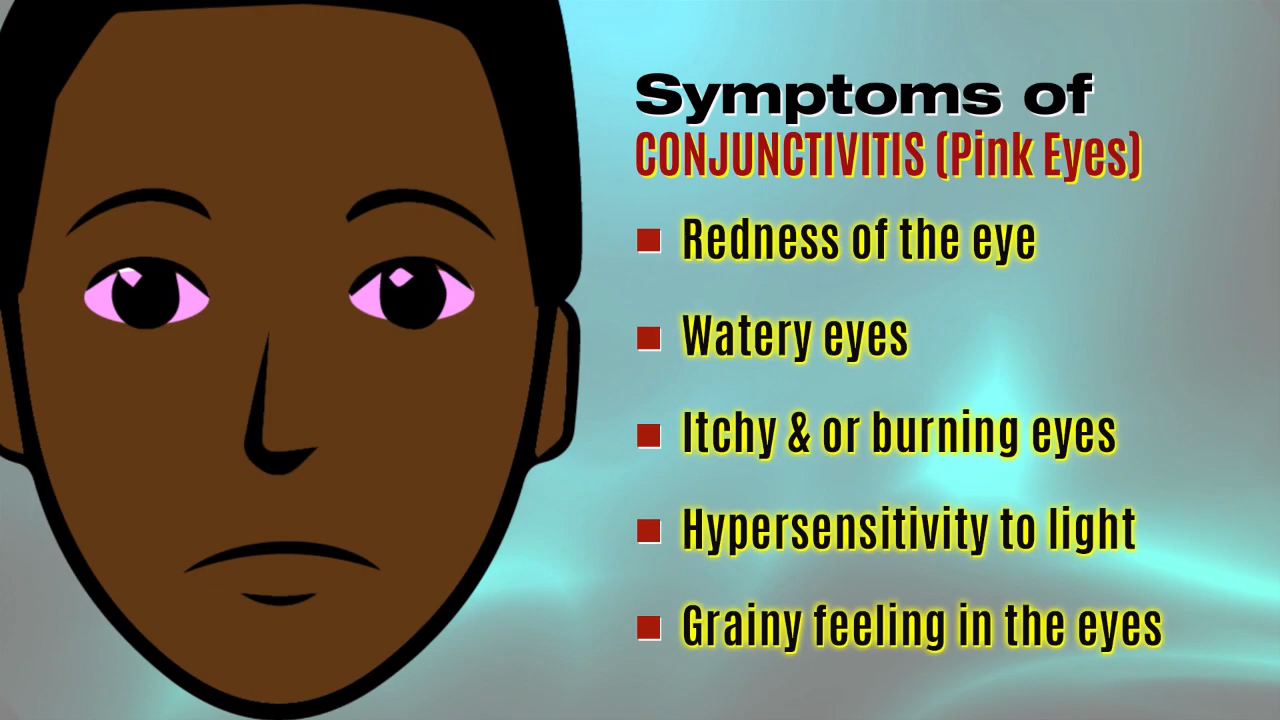 Symptoms of
CONJUNCTIVITIS (Pink Eyes)
Redness of the eye
Watery eyes
Itchy & or burning eyes
Hypersensitivity to light
Grainy feeling in the eyes